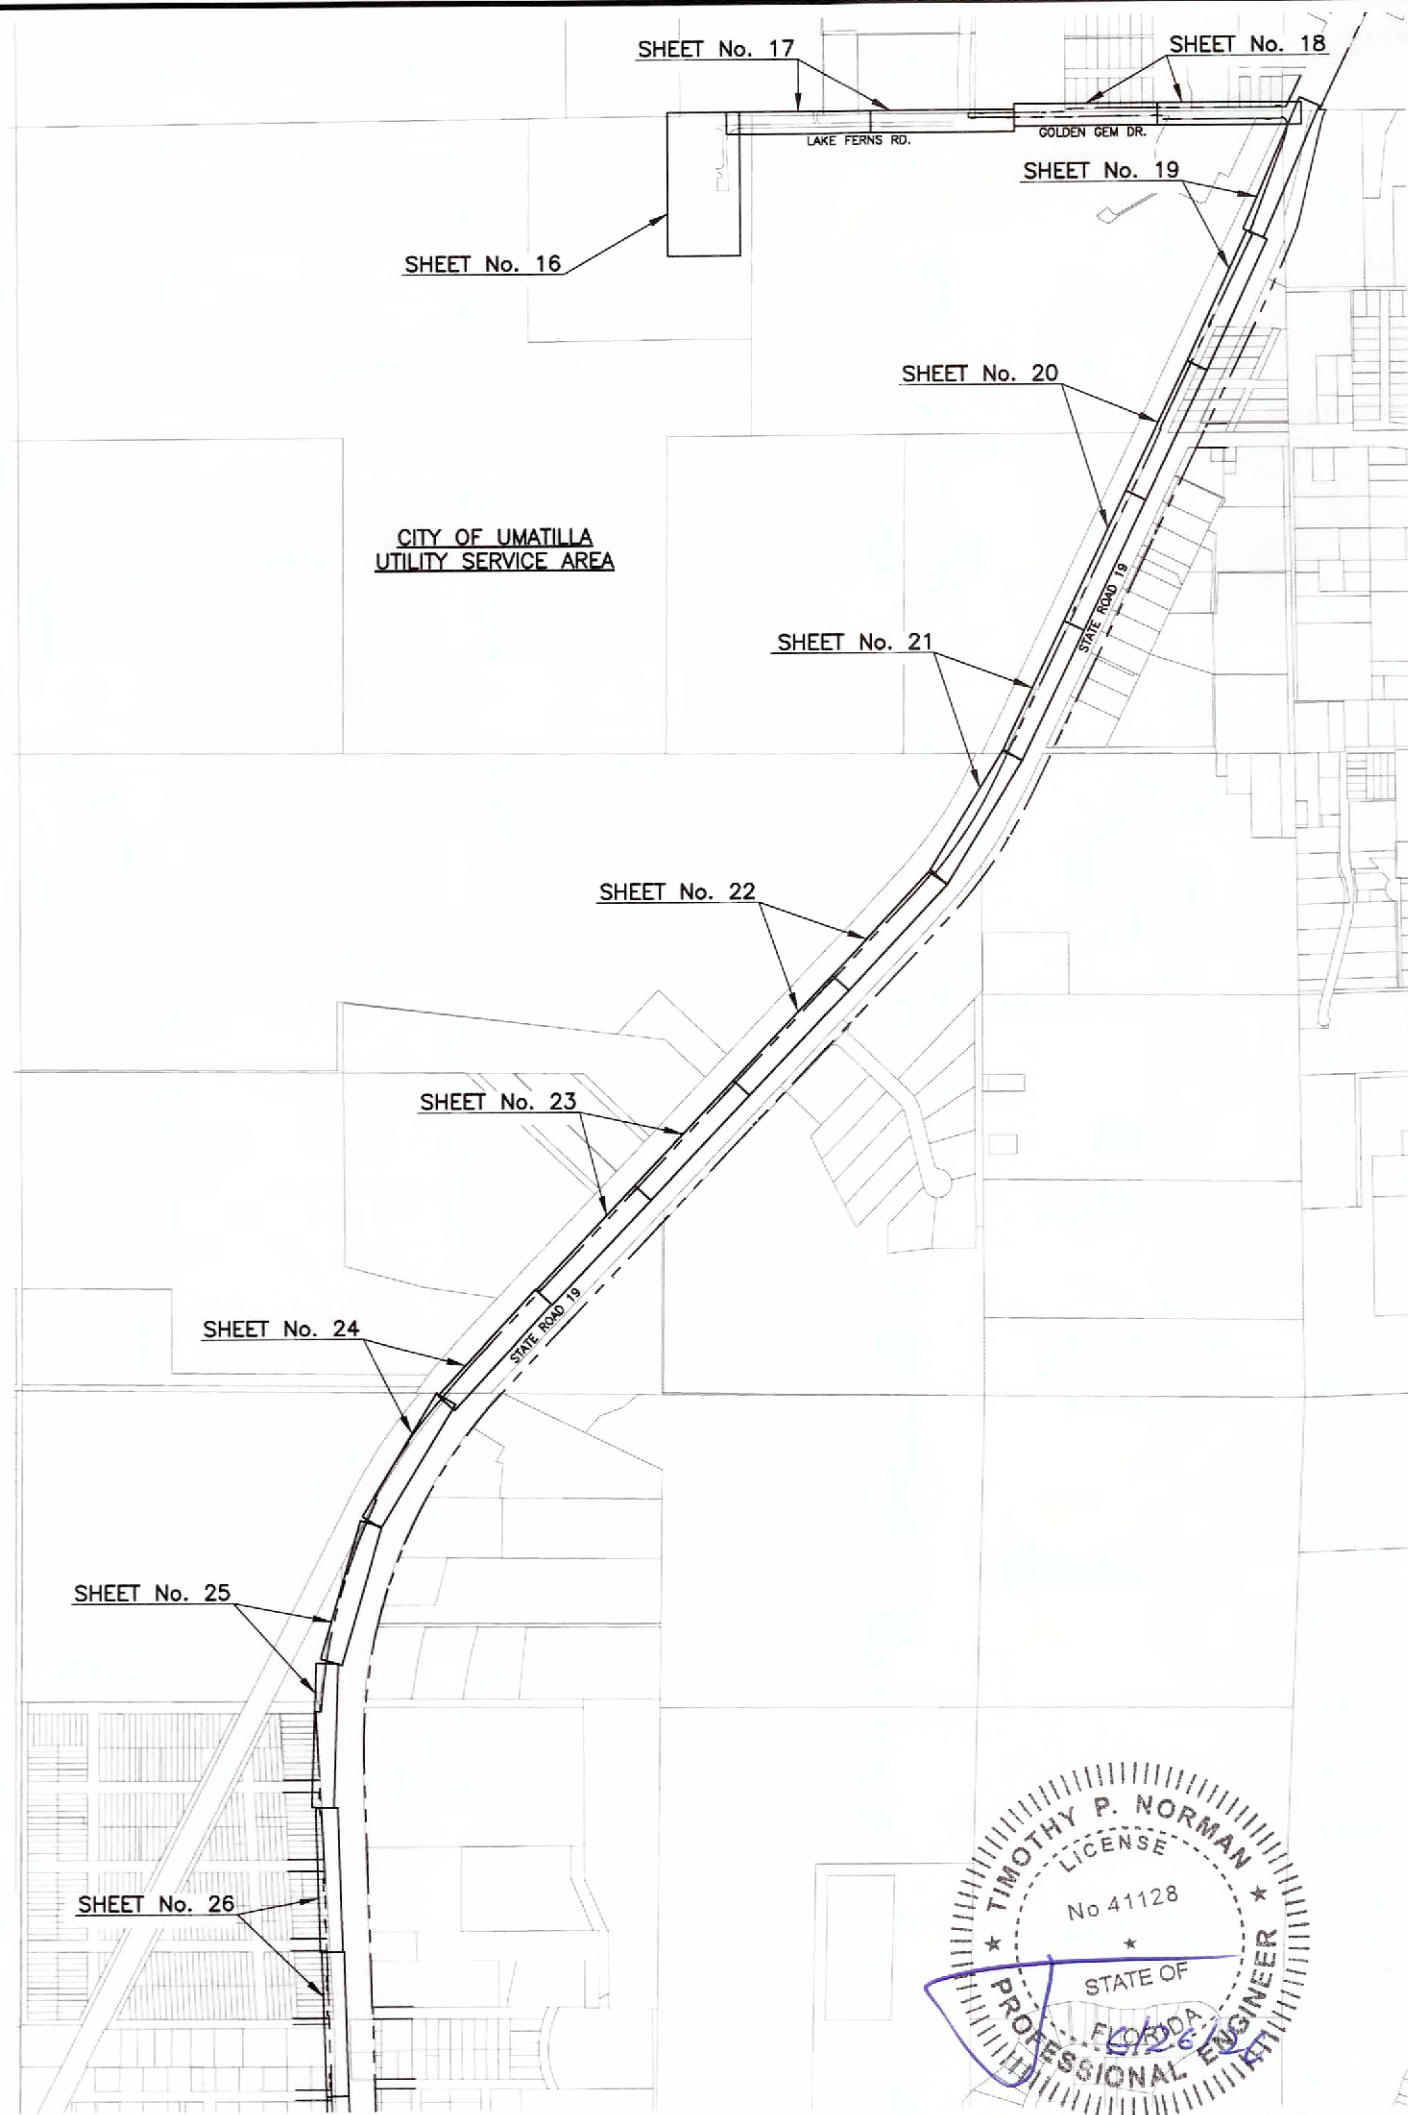 SHEET No. 17
SHEET No. 18
LAKE FERNS RD.
GOLDEN GEM DR.
SHEET No. 19
SHEET No. 16
SHEET No. 20
CITY OF UMATILLA
UTILITY SERVICE AREA
STATE ROAD 19
SHEET No. 21
SHEET No. 22
SHEET No. 23
STATE ROAD 19
SHEET No. 24
SHEET No. 25
SHEET No. 26
★ TIMOTHY P. NORMAN ★
LICENSE
No 41128
★
STATE OF
FLORIDA
PROFESSIONAL ENGINEER